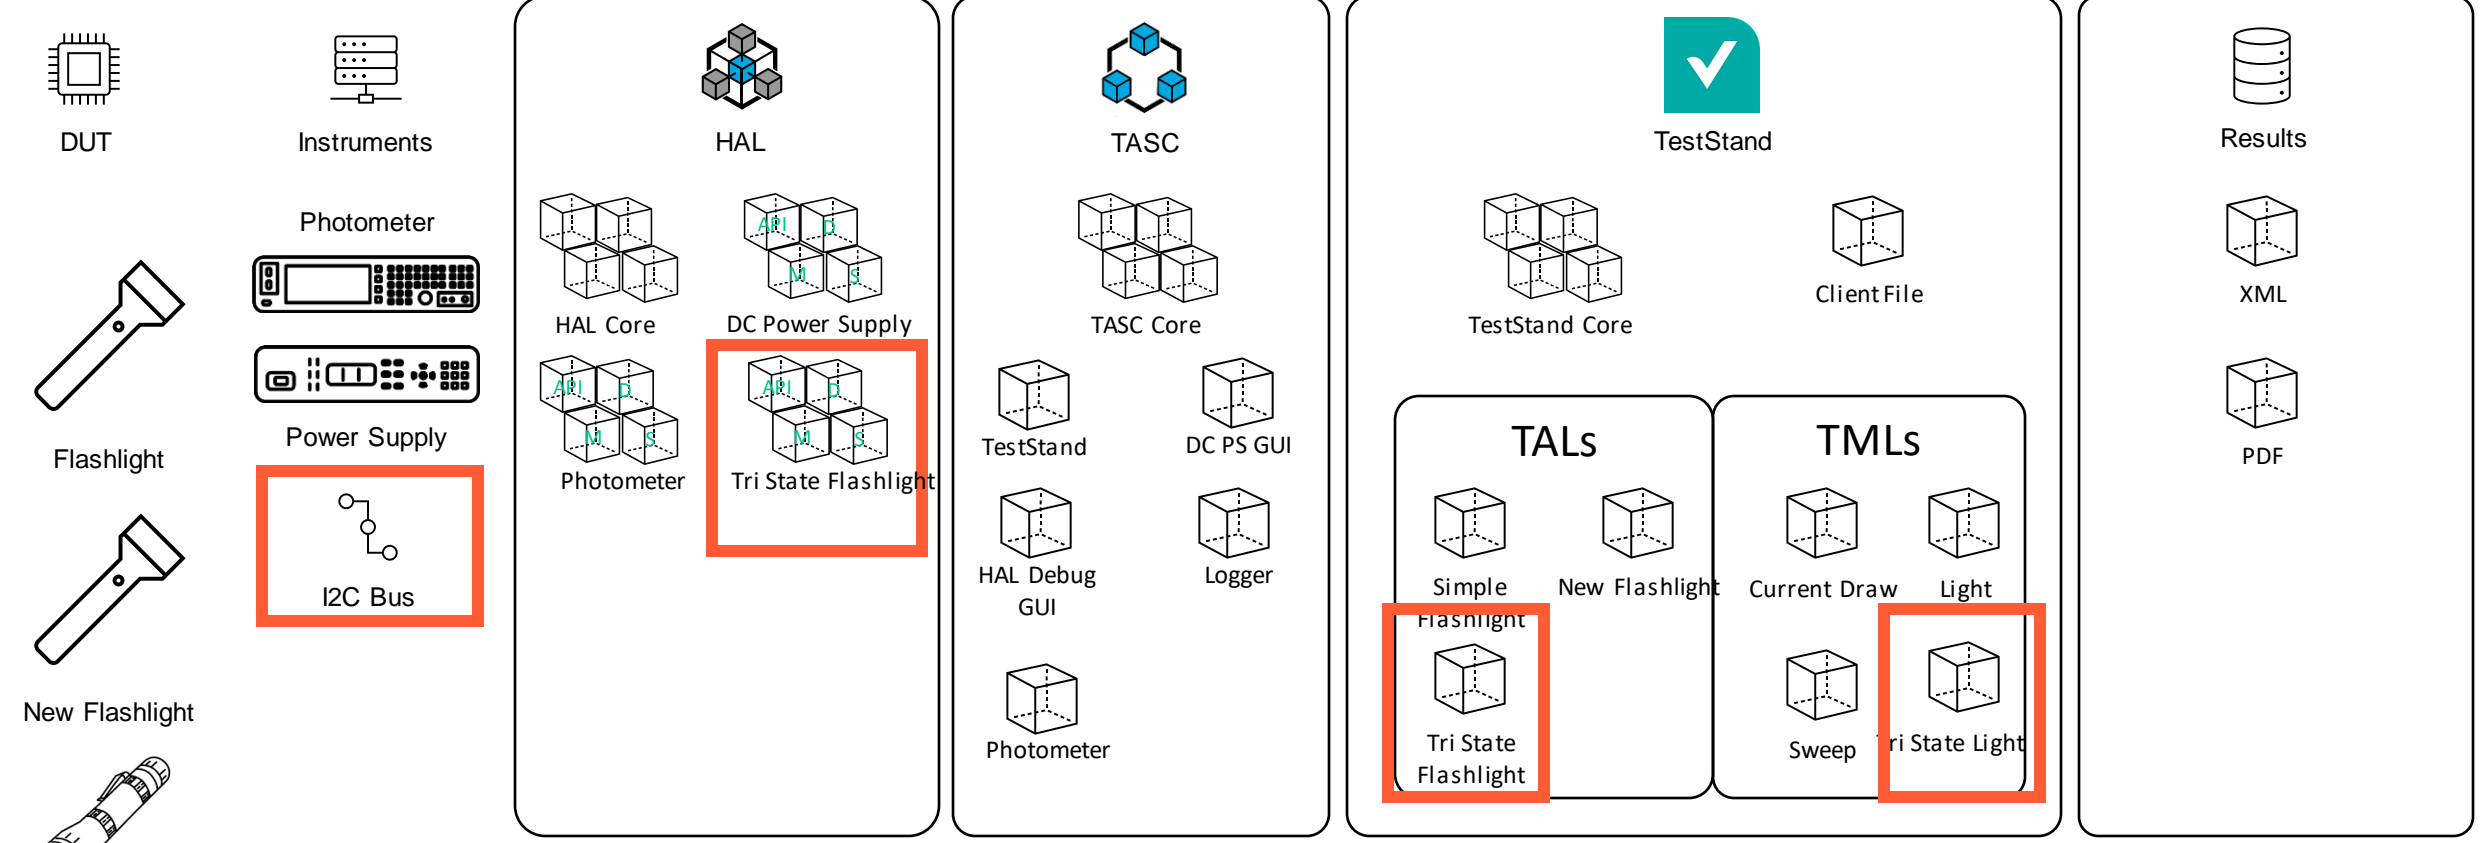 DUT
Instruments
HAL
TASC
TestStand
Results
Photometer
Power Supply
I2C Bus
Flashlight
New Flashlight
API
D
M
S
HAL Core
DC Power Supply
API
D
M
S
Photometer
API
D
M
S
Tri State Flashlight
TASC Core
TestStand
DC PS GUI
HAL Debug
GUI
Logger
Photometer
TestStand Core
Client File
TALs
TMLs
Simple
Flashlight
New Flashlight
Current Draw
Light
Tri State
Flashlight
Sweep
Tri State Light
XML
PDF